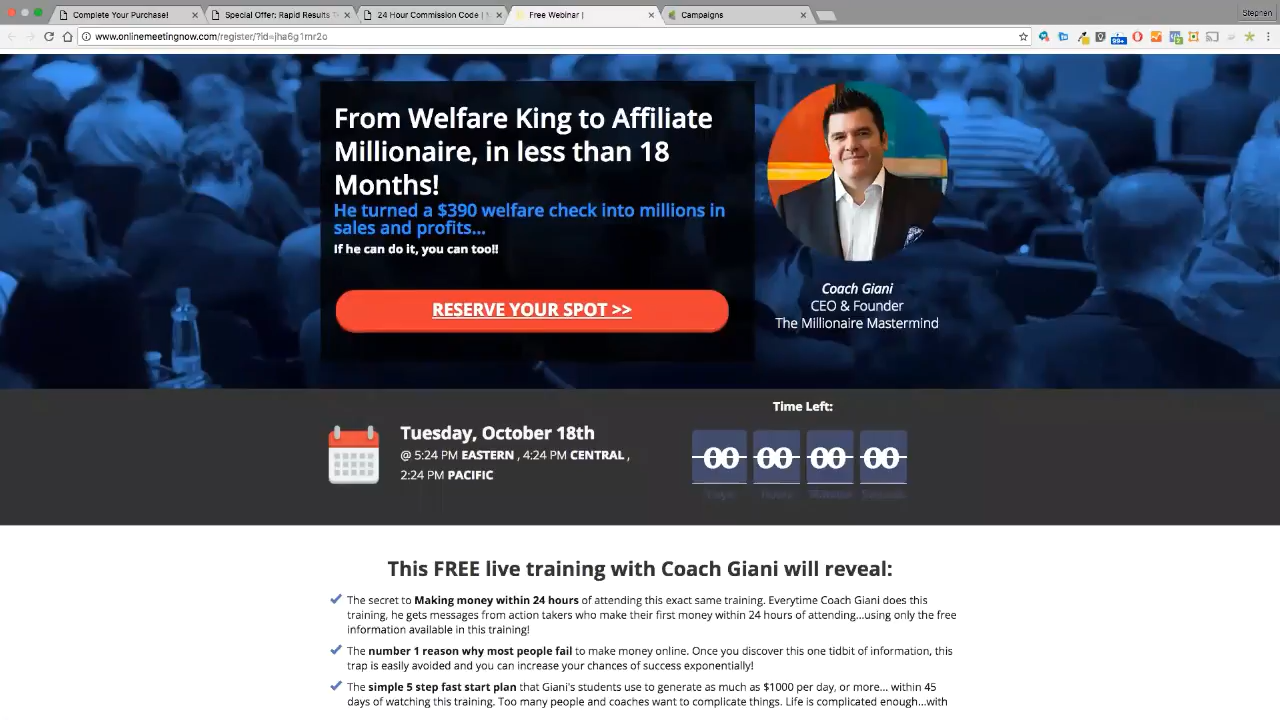 Complete Your Purchase!
Special Offer: Rapid Results
24 Hour Commission Code |
Free Webinar |
Campaigns
Stephen
www.onlinemeetingnow.com/register/?id=jha6g1mr2o
99+
From Welfare King to Affiliate
Millionaire, in less than 18
Months!
He turned a $390 welfare check into millions in
sales and profits...
If he can do it, you can too!!
RESERVE YOUR SPOT >>
Coach Giani
CEO & Founder
The Millionaire Mastermind
Time Left:
Tuesday, October 18th
@ 5:24 PM EASTERN , 4:24 PM CENTRAL ,
2:24 PM PACIFIC
00 00 00 00
Days Hours Minutes Seconds
This FREE live training with Coach Giani will reveal:
The secret to Making money within 24 hours of attending this exact same training. Everytime Coach Giani does this
training, he gets messages from action takers who make their first money within 24 hours of attending...using only the free
information available in this training!
The number 1 reason why most people fail to make money online. Once you discover this one tidbit of information, this
trap is easily avoided and you can increase your chances of success exponentially!
The simple 5 step fast start plan that Giani's students use to generate as much as $1000 per day, or more... within 45
days of watching this training. Too many people and coaches want to complicate things. Life is complicated enough...with